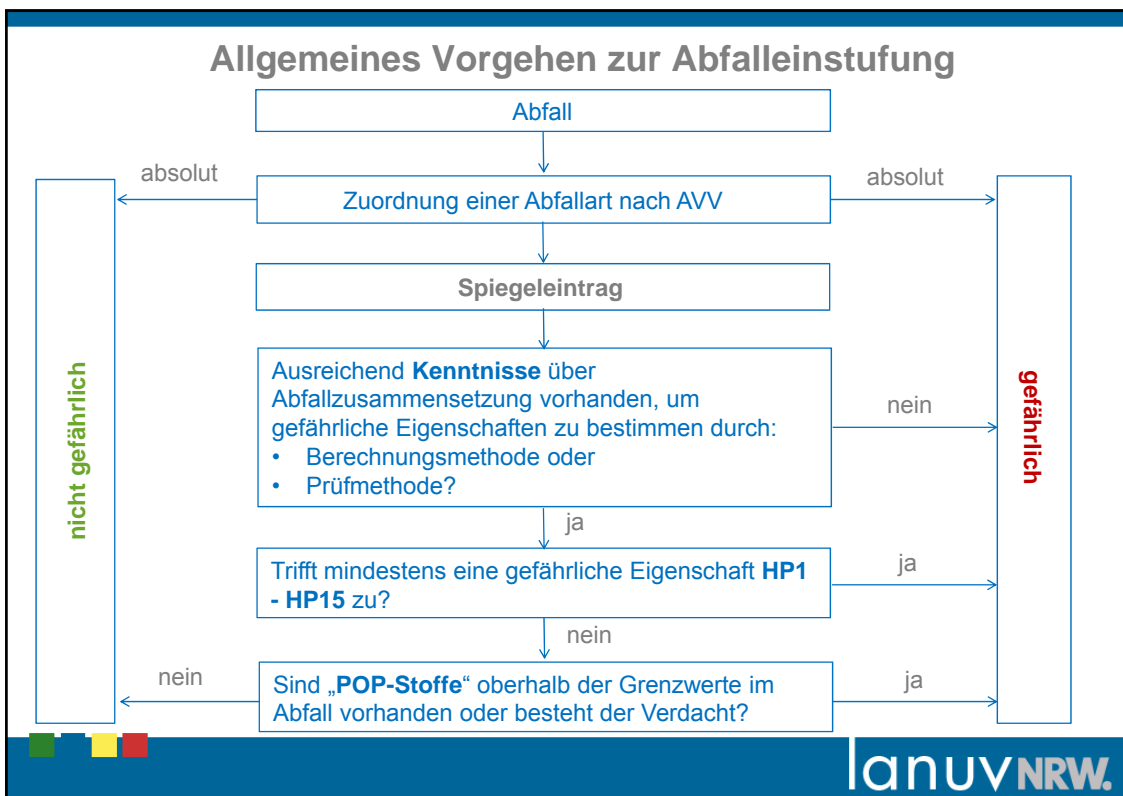 Allgemeines Vorgehen zur Abfalleinstufung
Abfall
absolut
absolut
Zuordnung einer Abfallart nach AVV
Spiegeleintrag
Ausreichend Kenntnisse über
Abfallzusammensetzung vorhanden, um
gefährliche Eigenschaften zu bestimmen durch:
• Berechnungsmethode oder
• Prüfmethode?
nein
nicht gefährlich
gefährlich
ja
Trifft mindestens eine gefährliche Eigenschaft HP1
- HP15 zu?
ja
nein
nein
Sind „POP-Stoffe“ oberhalb der Grenzwerte im
Abfall vorhanden oder besteht der Verdacht?
ja
lanuv NRW.